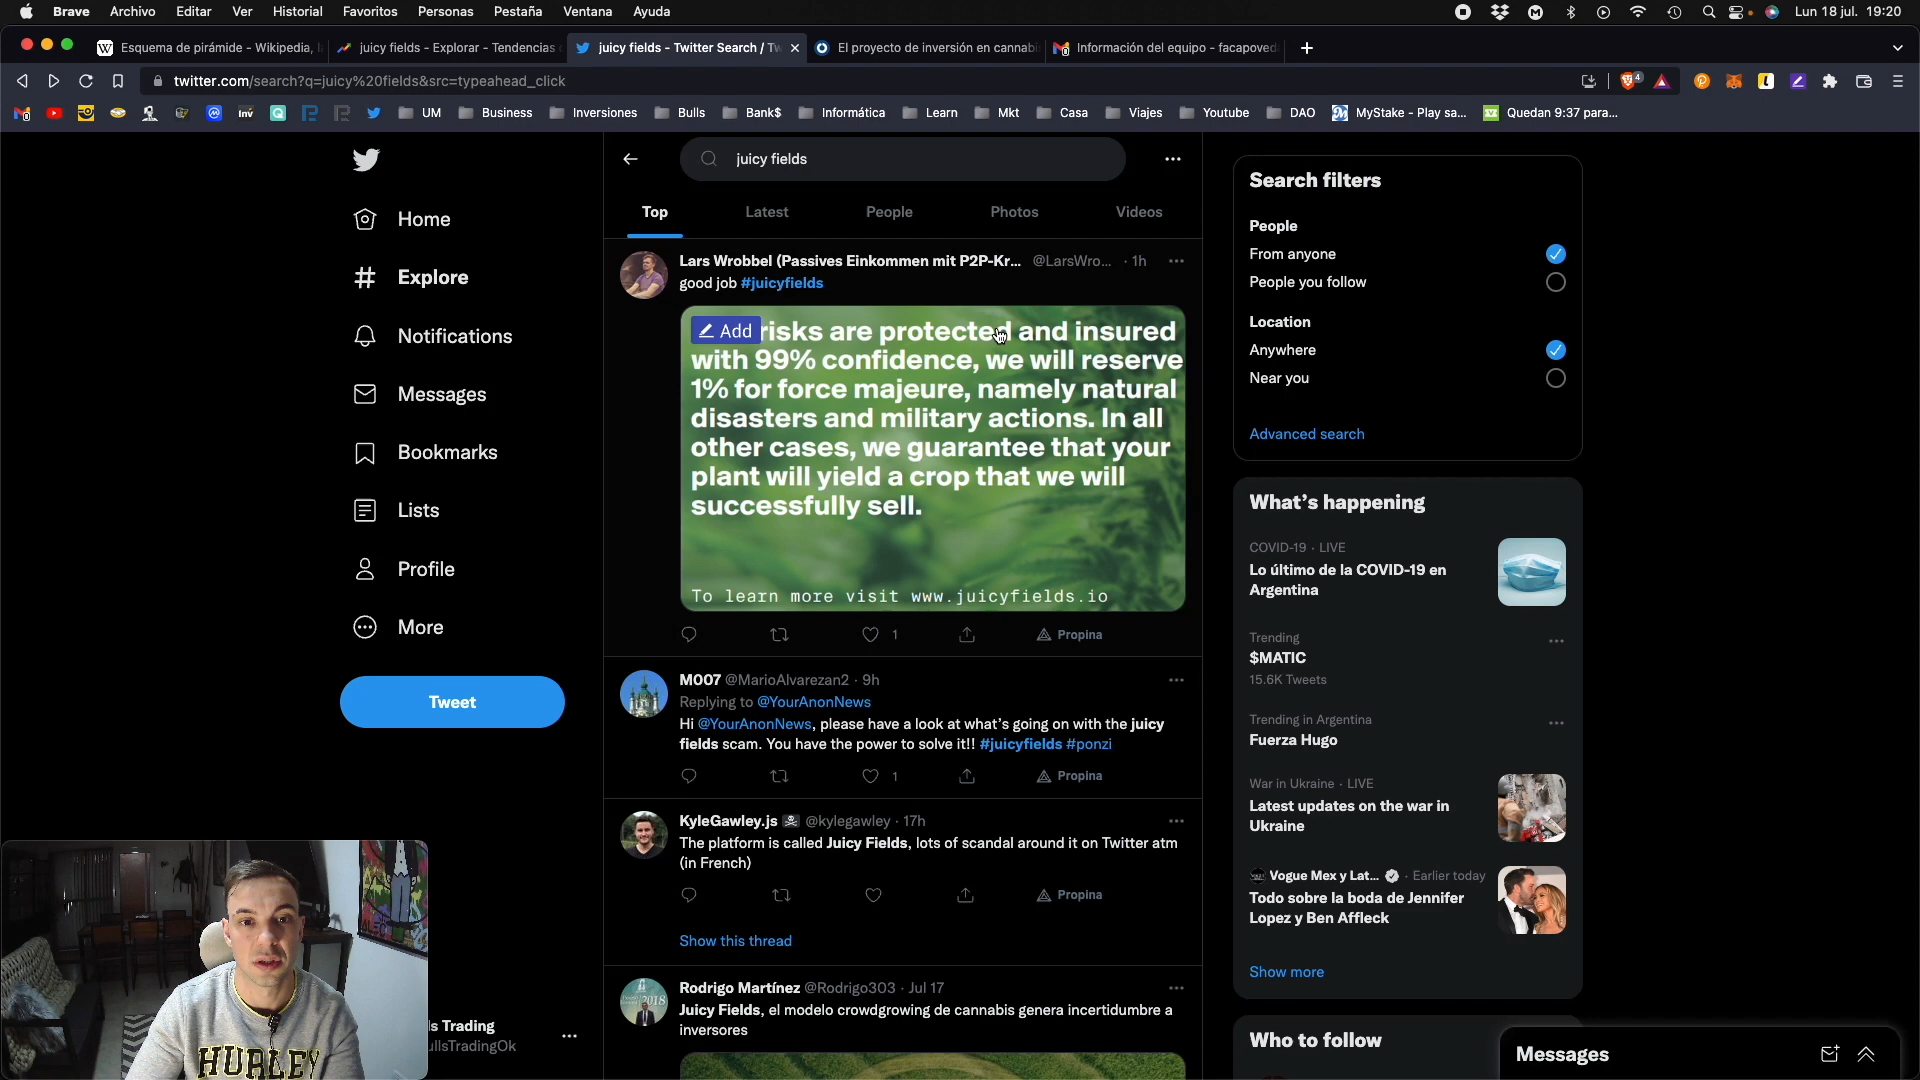 Brave Archivo Editar Ver Historial Favoritos Personas Pestaña Ventana Ayuda Lun 18 jul. 19:20
Esquema de pirámide - Wikipedia, juicy fields - Explorar - Tendencias juicy fields - Twitter Search / Tw El proyecto de inversión en cannabi Información del equipo - facapoved
twitter.com/search?q=juicy%20fields&src=typeahead_click
UM Business Inversiones Bulls Bank$ Informática Learn Mkt Casa Viajes Youtube DAO MyStake - Play sa... Quedan 9:37 para...
juicy fields
Top Latest People Photos Videos
Home
Explore
Notifications
Messages
Bookmarks
Lists
Profile
More
Tweet
s Trading
ullsTradingOk
Lars Wrobbel (Passives Einkommen mit P2P-Kr... @LarsWro... · 1h
good job #juicyfields
Add risks are protected and insured
with 99% confidence, we will reserve
1% for force majeure, namely natural
disasters and military actions. In all
other cases, we guarantee that your
plant will yield a crop that we will
successfully sell.
To learn more visit www.juicyfields.io
1 Propina
M007 @MarioAlvarezan2 · 9h
Replying to @YourAnonNews
Hi @YourAnonNews, please have a look at what's going on with the juicy
fields scam. You have the power to solve it!! #juicyfields #ponzi
1 Propina
KyleGawley.js @kylegawley · 17h
The platform is called Juicy Fields, lots of scandal around it on Twitter atm
(in French)
Propina
Show this thread
Rodrigo Martínez @Rodrigo303 · Jul 17
Juicy Fields, el modelo crowdgrowing de cannabis genera incertidumbre a
inversores
Search filters
People
From anyone
People you follow
Location
Anywhere
Near you
Advanced search
What's happening
COVID-19 · LIVE
Lo último de la COVID-19 en
Argentina
Trending
$MATIC
15.6K Tweets
Trending in Argentina
Fuerza Hugo
War in Ukraine · LIVE
Latest updates on the war in
Ukraine
Vogue Mex y Lat... · Earlier today
Todo sobre la boda de Jennifer
Lopez y Ben Affleck
Show more
Who to follow
Messages
HURLEY